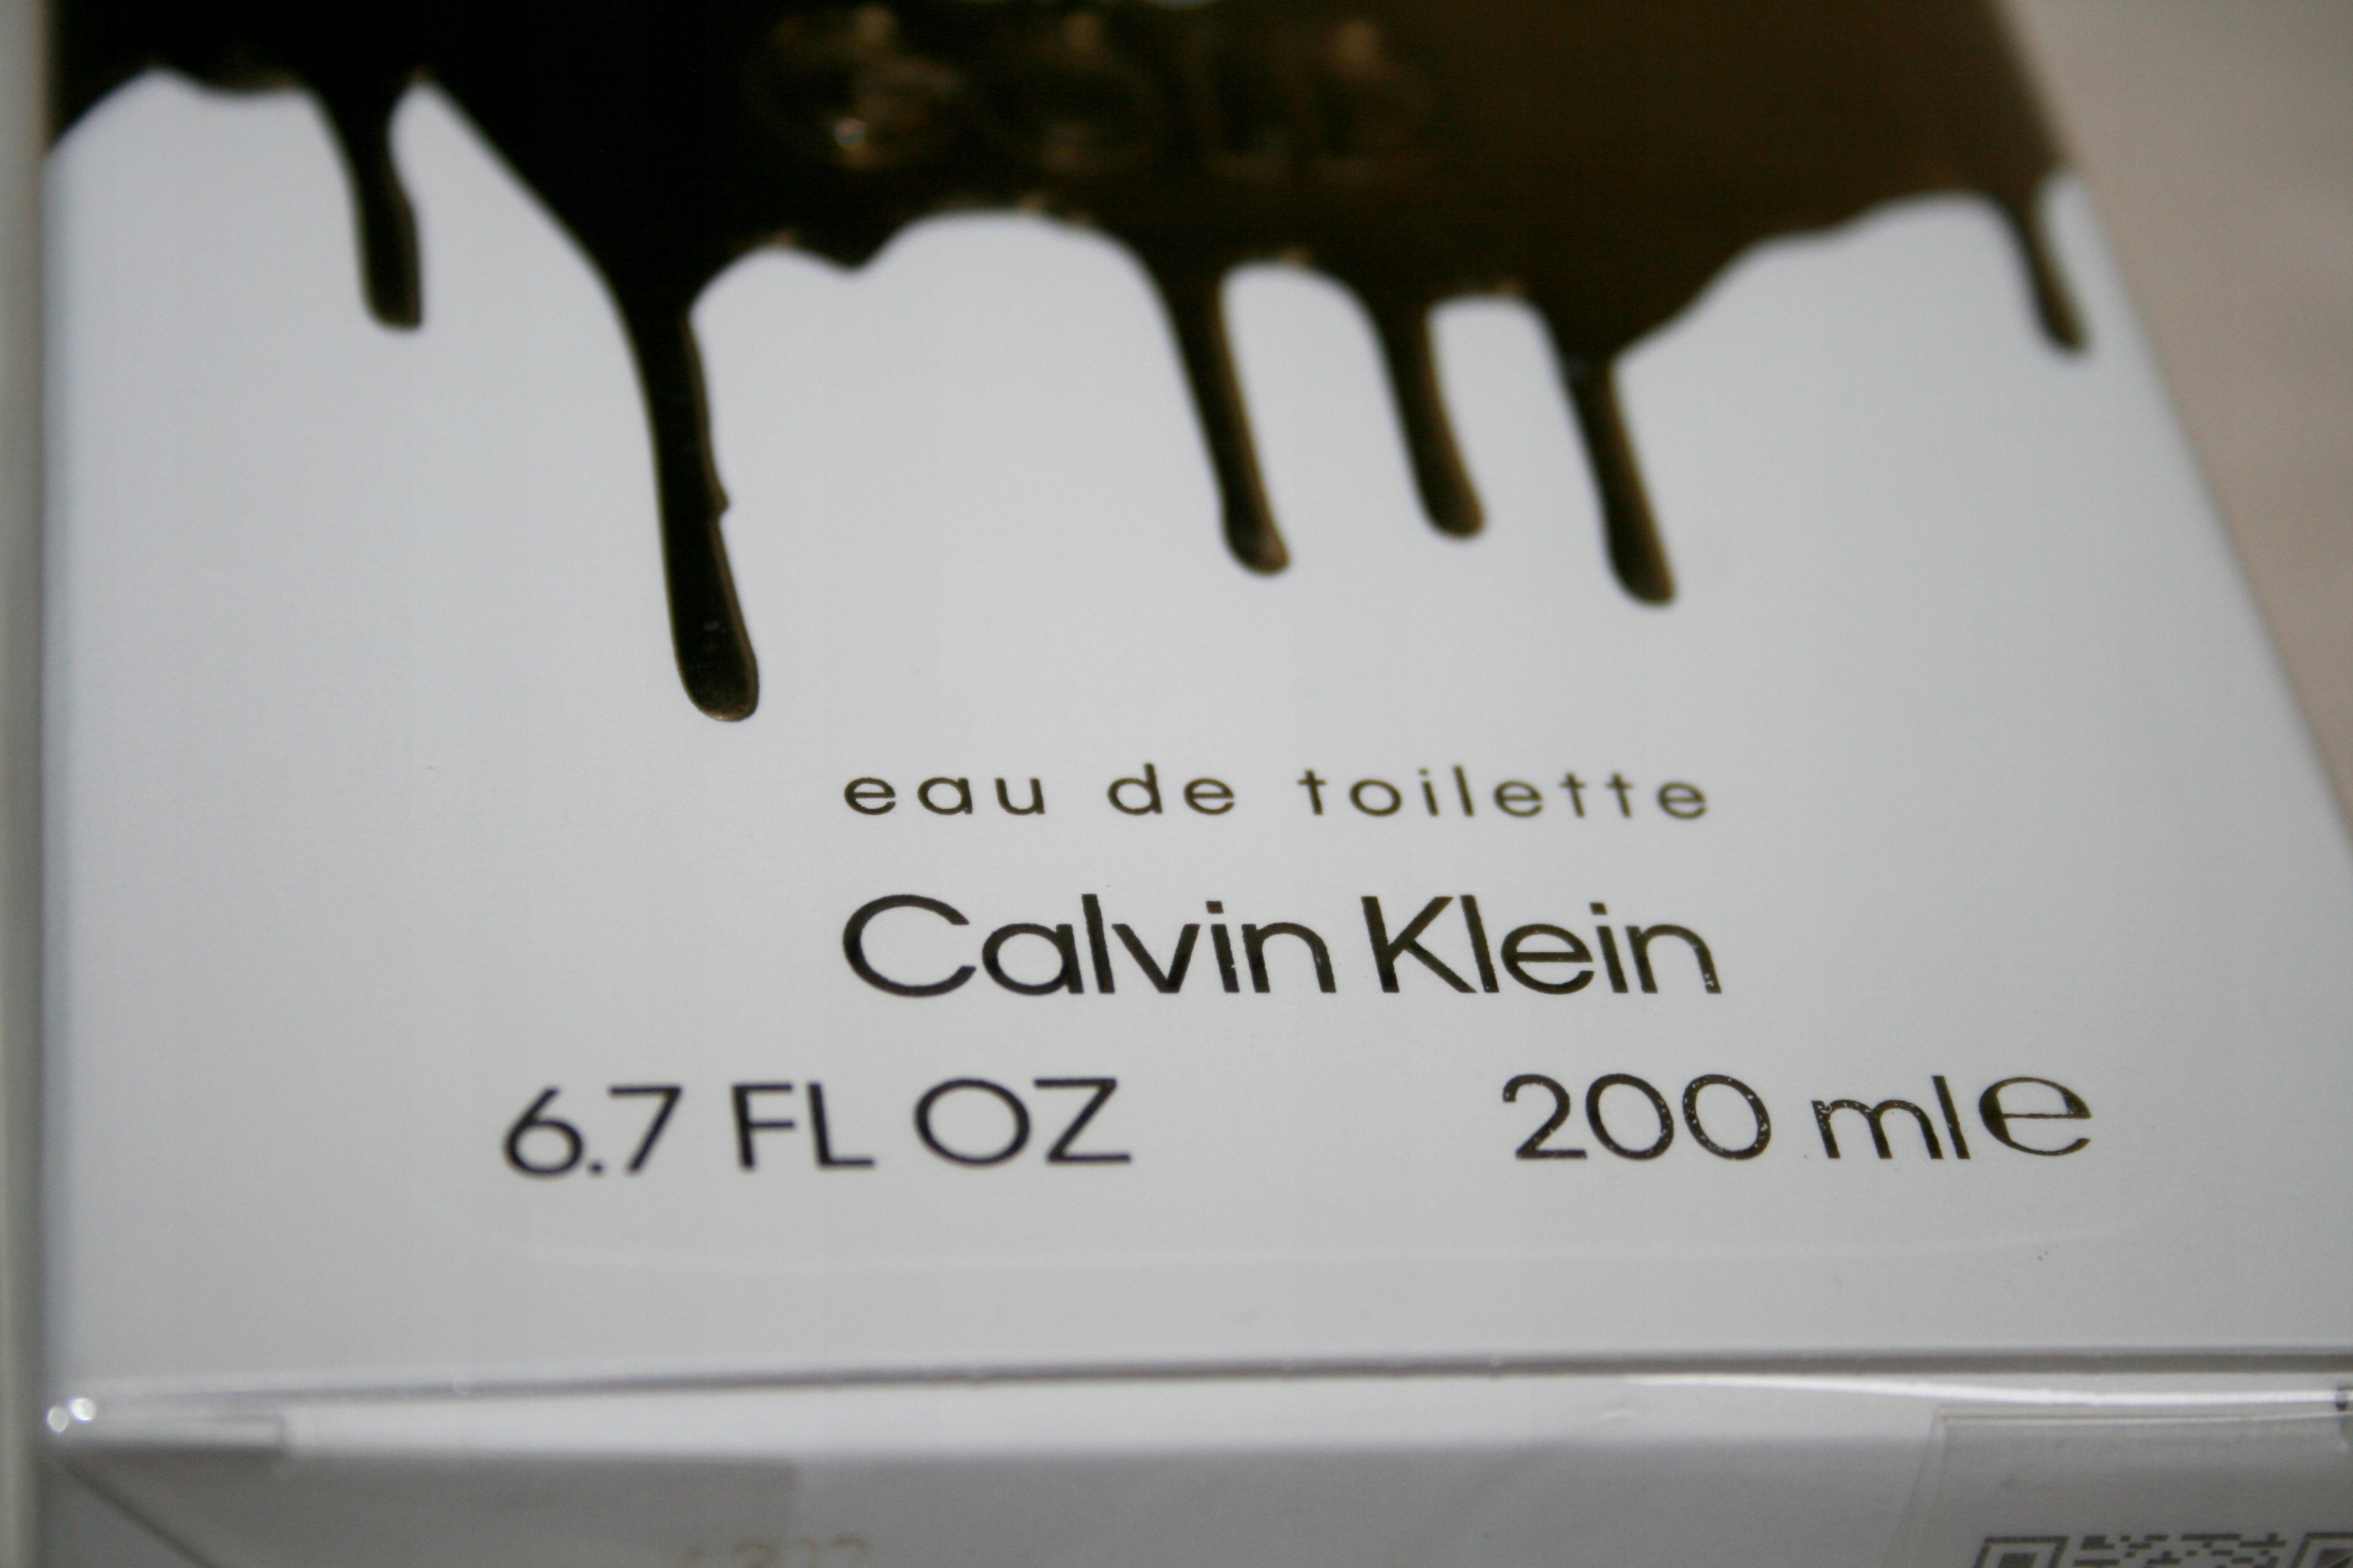 eau de toilette
Calvin Klein
6.7 FL OZ 200 ml e